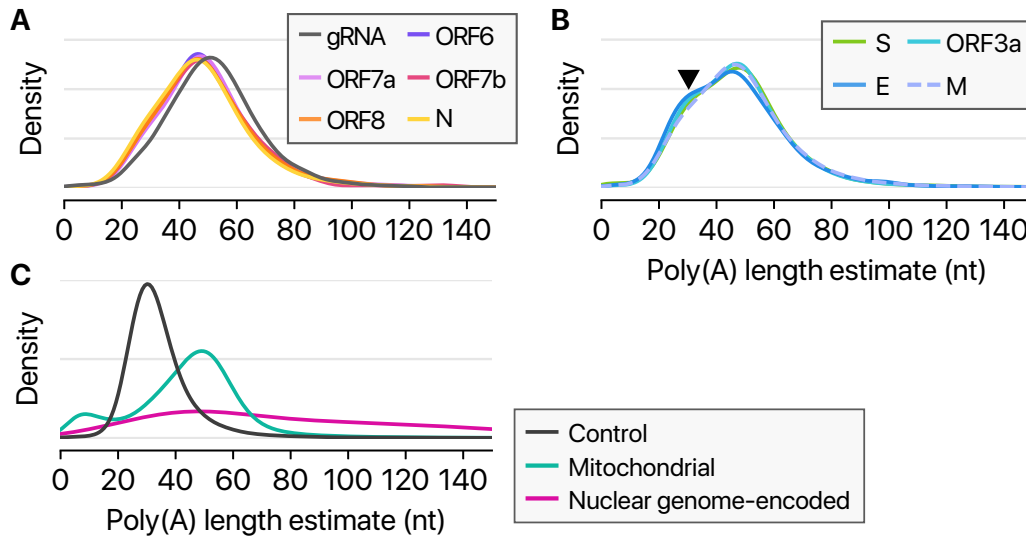 A
Density
gRNA ORF6
ORF7a ORF7b
ORF8 N
0 20 40 60 80 100 120 140
B
Density
S ORF3a
E M
0 20 40 60 80 100 120 140
Poly(A) length estimate (nt)
C
Density
0 20 40 60 80 100 120 140
Poly(A) length estimate (nt)
Control
Mitochondrial
Nuclear genome-encoded